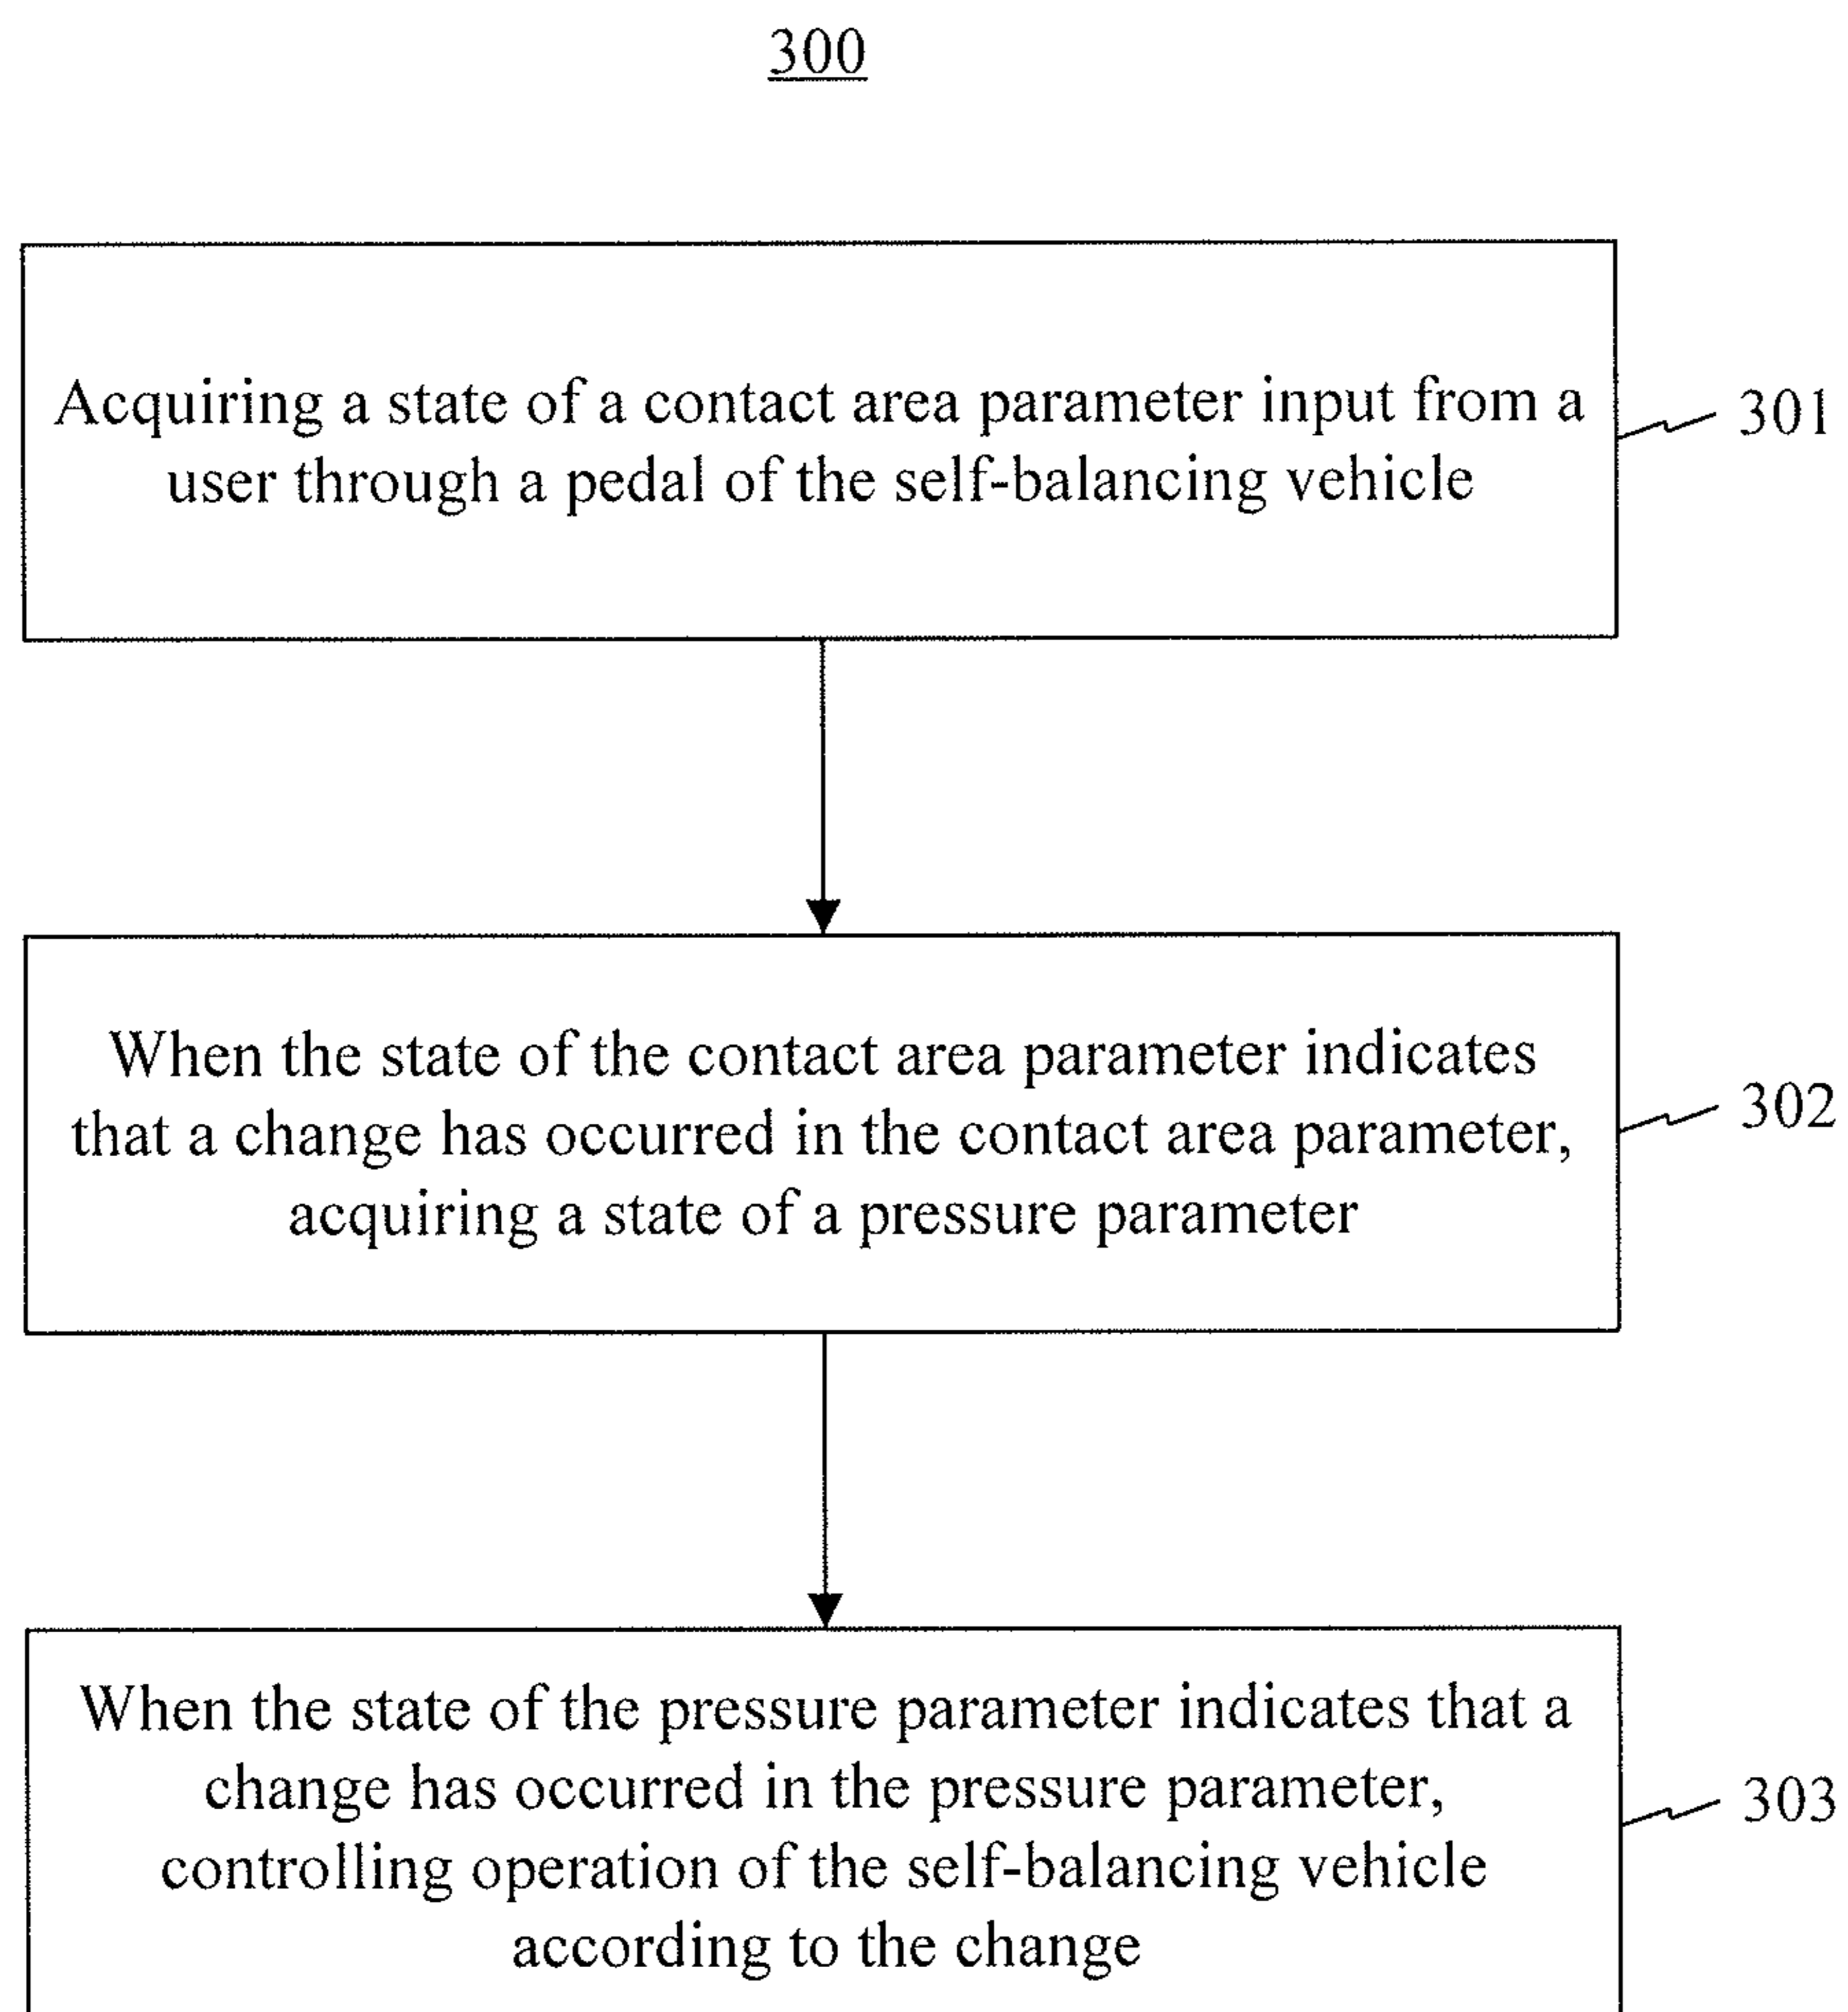 300
Acquiring a state of a contact area parameter input from a
user through a pedal of the self-balancing vehicle
301
When the state of the contact area parameter indicates
that a change has occurred in the contact area parameter,
acquiring a state of a pressure parameter
302
When the state of the pressure parameter indicates that a
change has occurred in the pressure parameter,
controlling operation of the self-balancing vehicle
according to the change
303